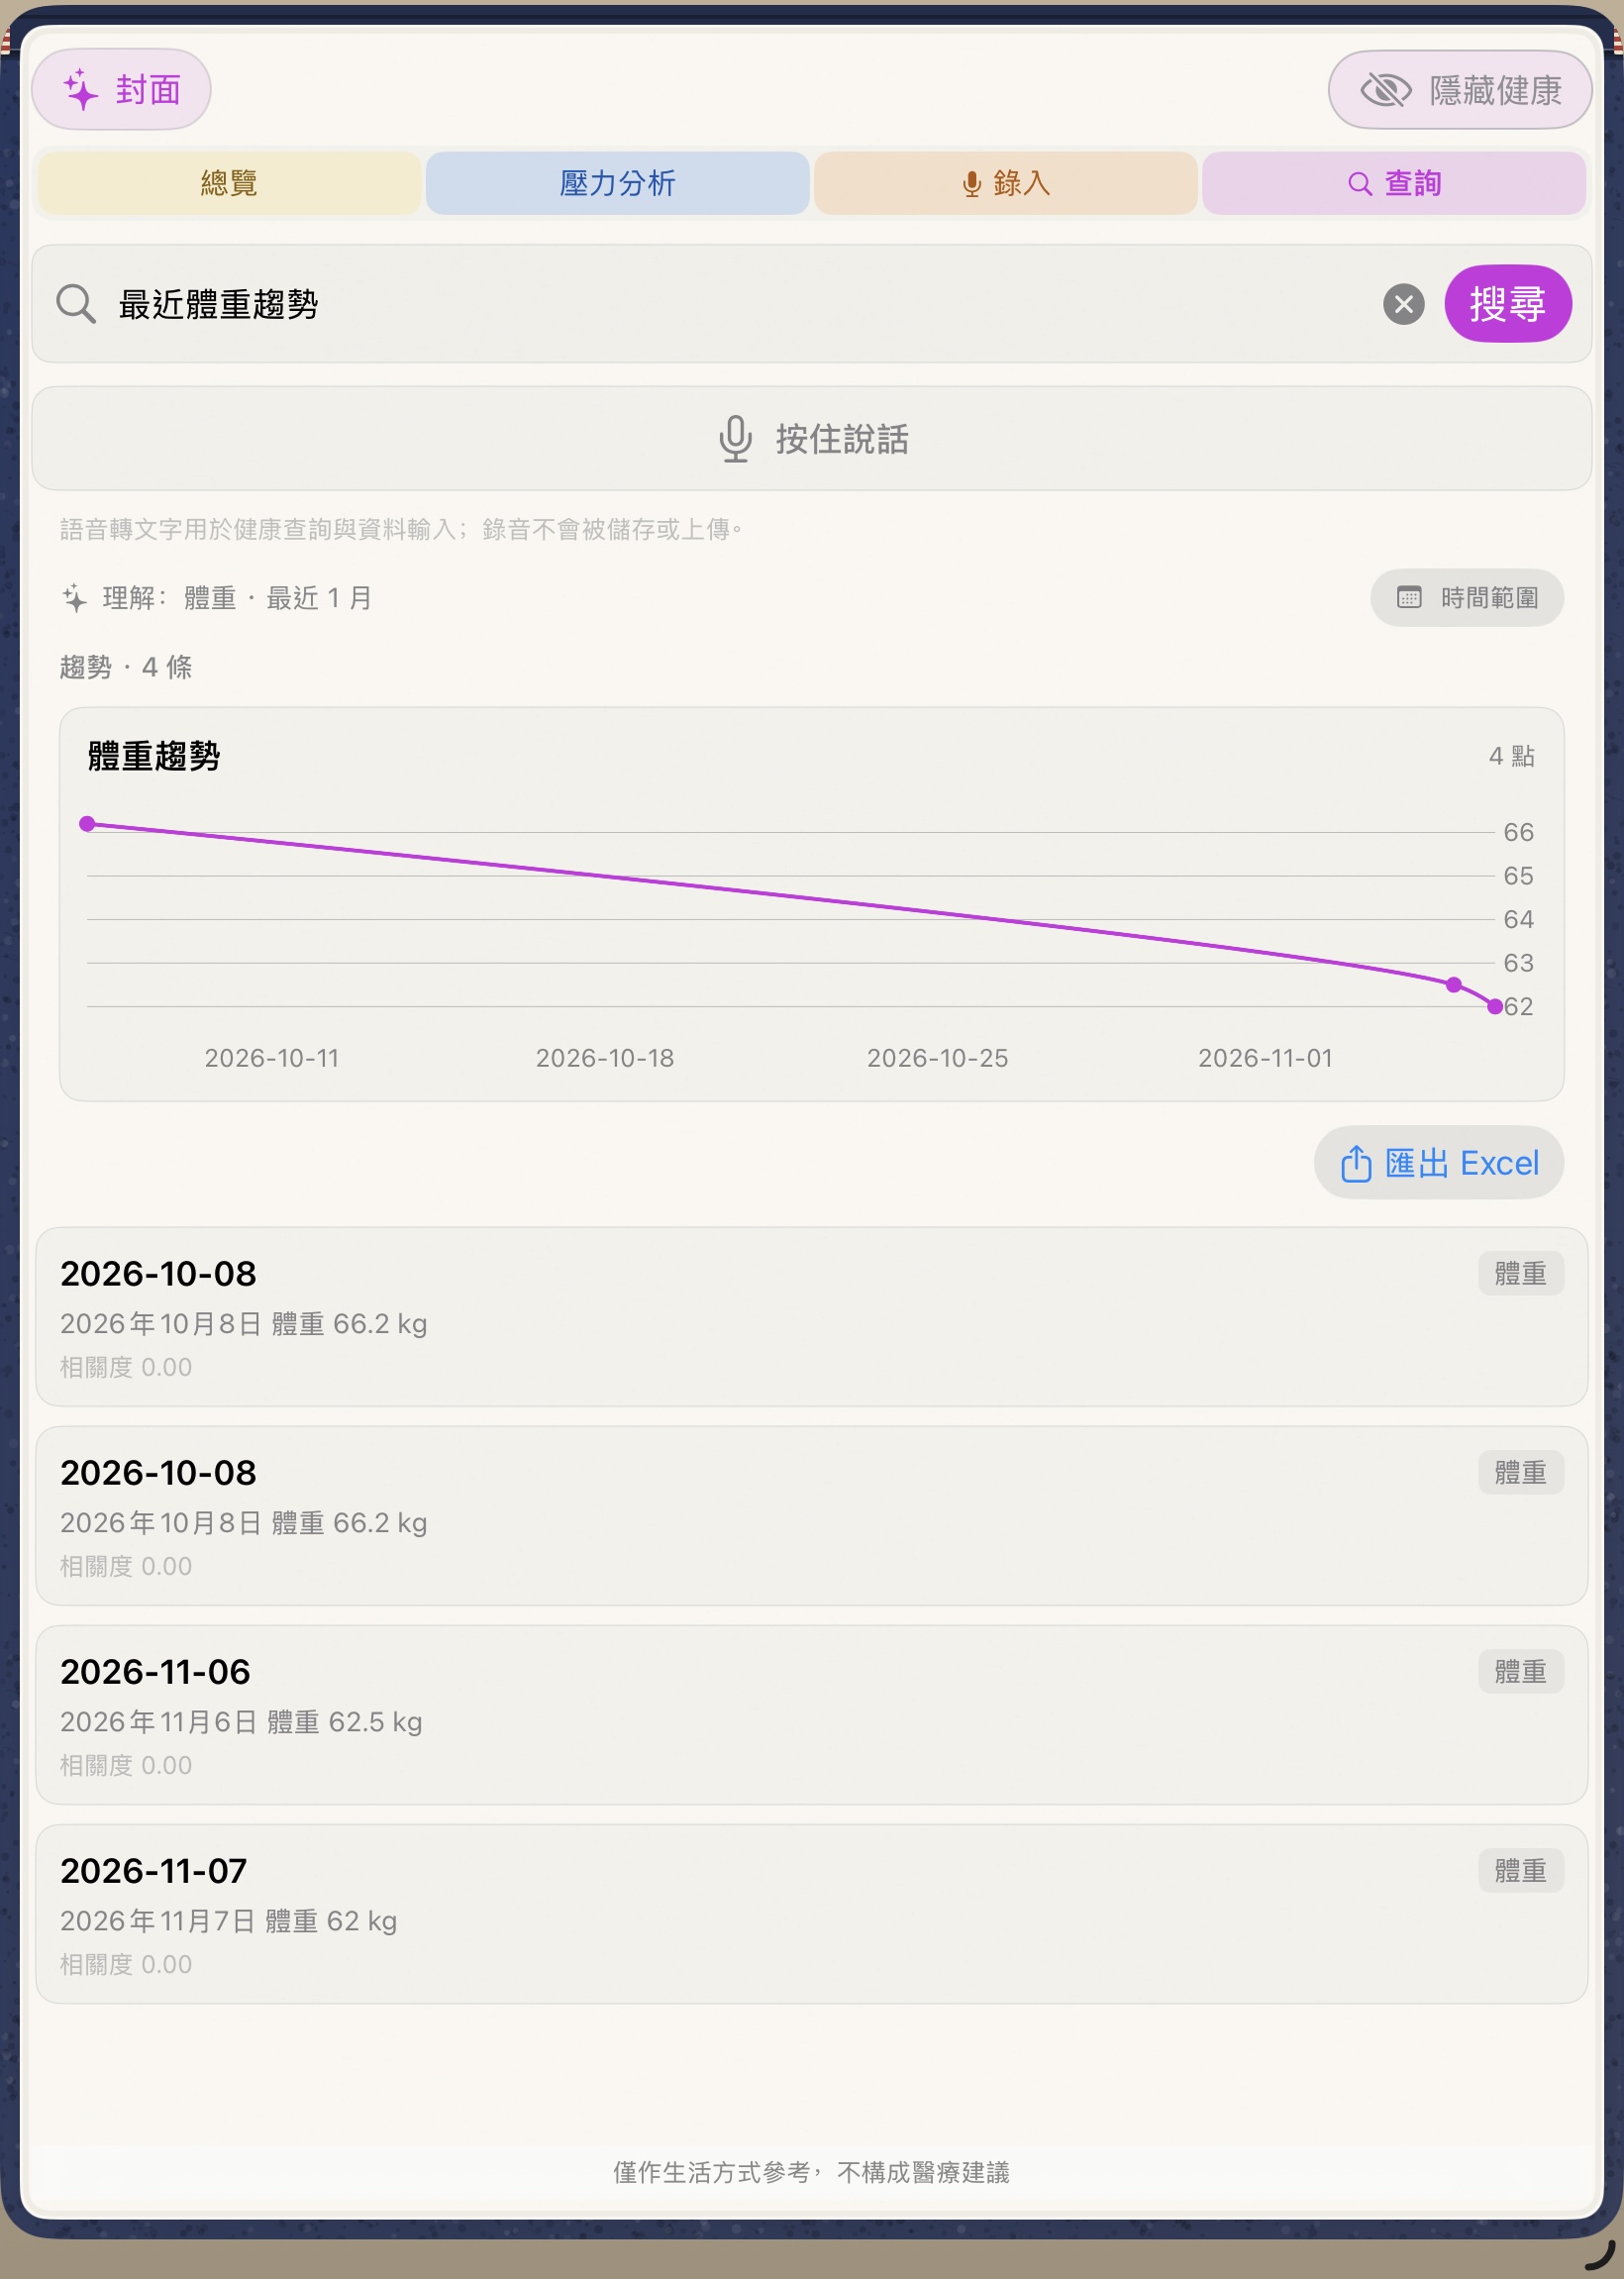 封面
隱藏健康
總覽
壓力分析
錄入
查詢
最近體重趨勢
搜尋
按住說話
語音轉文字用於健康查詢與資料輸入；錄音不會被儲存或上傳。
理解：體重 · 最近 1 月
時間範圍
趨勢 · 4 條
體重趨勢
4 點
66
65
64
63
62
2026-10-11
2026-10-18
2026-10-25
2026-11-01
匯出 Excel
2026-10-08
體重
2026年10月8日 體重 66.2 kg
相關度 0.00
2026-10-08
體重
2026年10月8日 體重 66.2 kg
相關度 0.00
2026-11-06
體重
2026年11月6日 體重 62.5 kg
相關度 0.00
2026-11-07
體重
2026年11月7日 體重 62 kg
相關度 0.00
僅作生活方式參考，不構成醫療建議